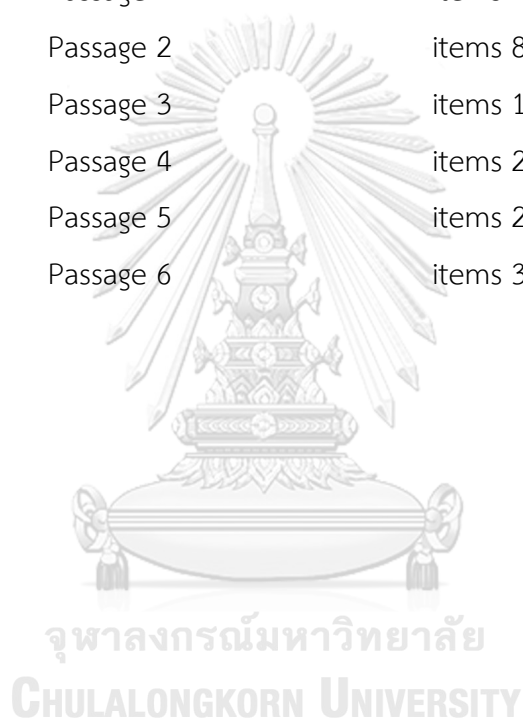 Passage 2 items 8
Passage 3 items 1
Passage 4 items 2
Passage 5 items 2
Passage 6 items 3
จุฬาลงกรณ์มหาวิทยาลัย
CHULALONGKORN UNIVERSITY